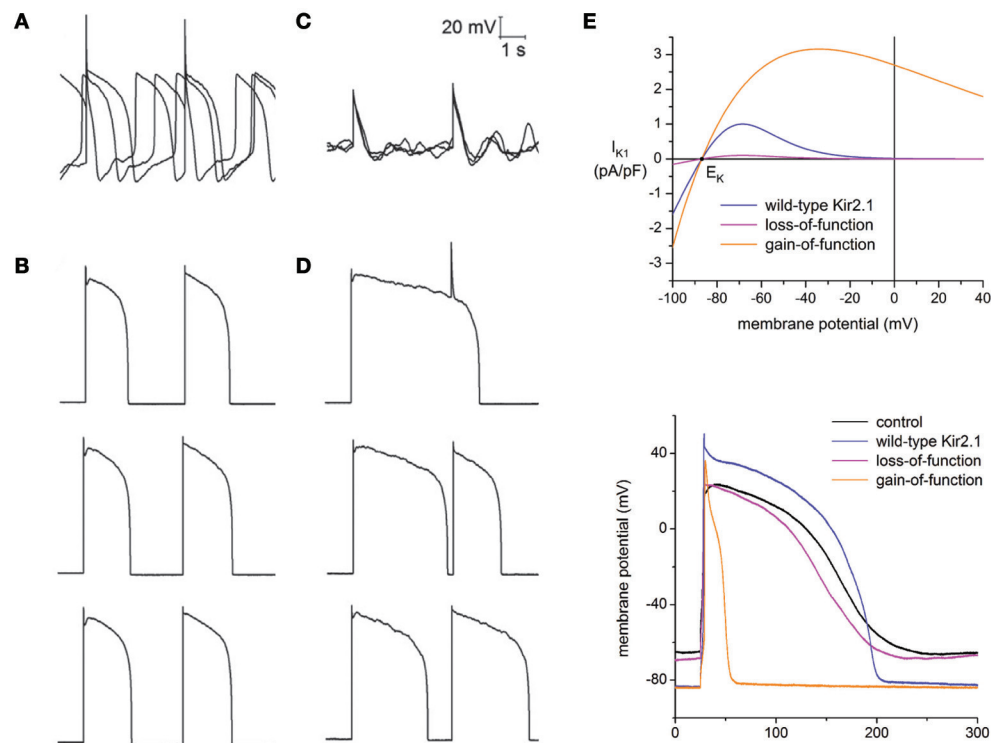 A
B
C
20 mV
1 s
D
E
3
2
1
0
-1
-2
-3
I_K1
(pA/pF)
E_K
wild-type Kir2.1
loss-of-function
gain-of-function
-100
-80
-60
-40
-20
0
20
40
membrane potential (mV)
40
0
-40
-80
membrane potential (mV)
control
wild-type Kir2.1
loss-of-function
gain-of-function
0
100
200
300